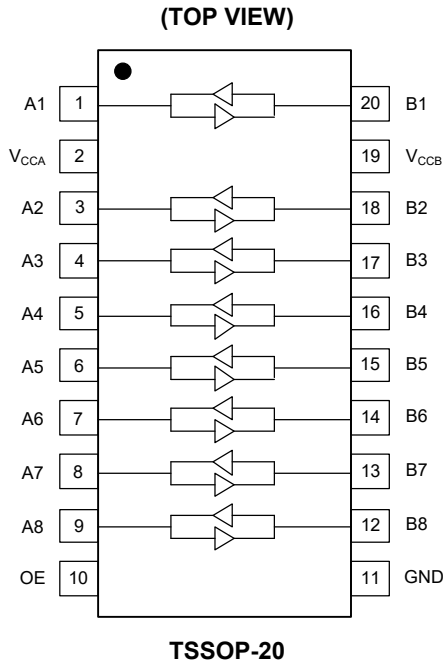 (TOP VIEW)
A1 1 20 B1
VCCA 2 19 VCCB
A2 3 18 B2
A3 4 17 B3
A4 5 16 B4
A5 6 15 B5
A6 7 14 B6
A7 8 13 B7
A8 9 12 B8
OE 10 11 GND
TSSOP-20